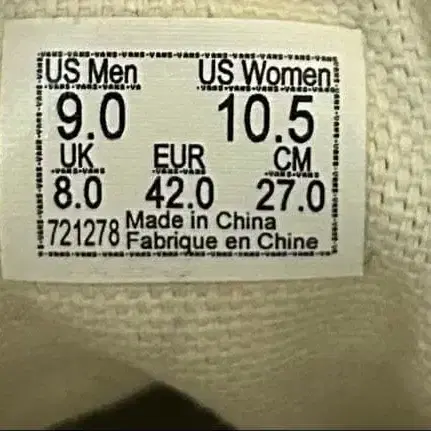 US Men US Women
9.0 10.5
UK EUR CM
8.0 42.0 27.0
721278 Made in China
Fabrique en Chine